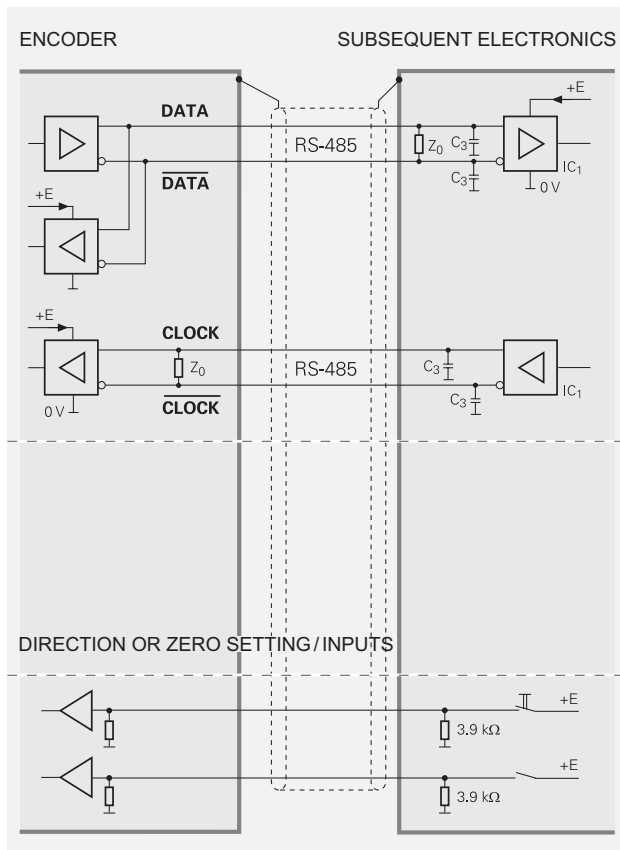 ENCODER SUBSEQUENT ELECTRONICS
+E
DATA
RS-485
Z0
C3
IC1
C3
DATA
0 V
+E
+E
CLOCK
Z0
RS-485
C3
IC1
C3
0 V
CLOCK
DIRECTION OR ZERO SETTING / INPUTS
+E
3.9 kΩ
+E
3.9 kΩ